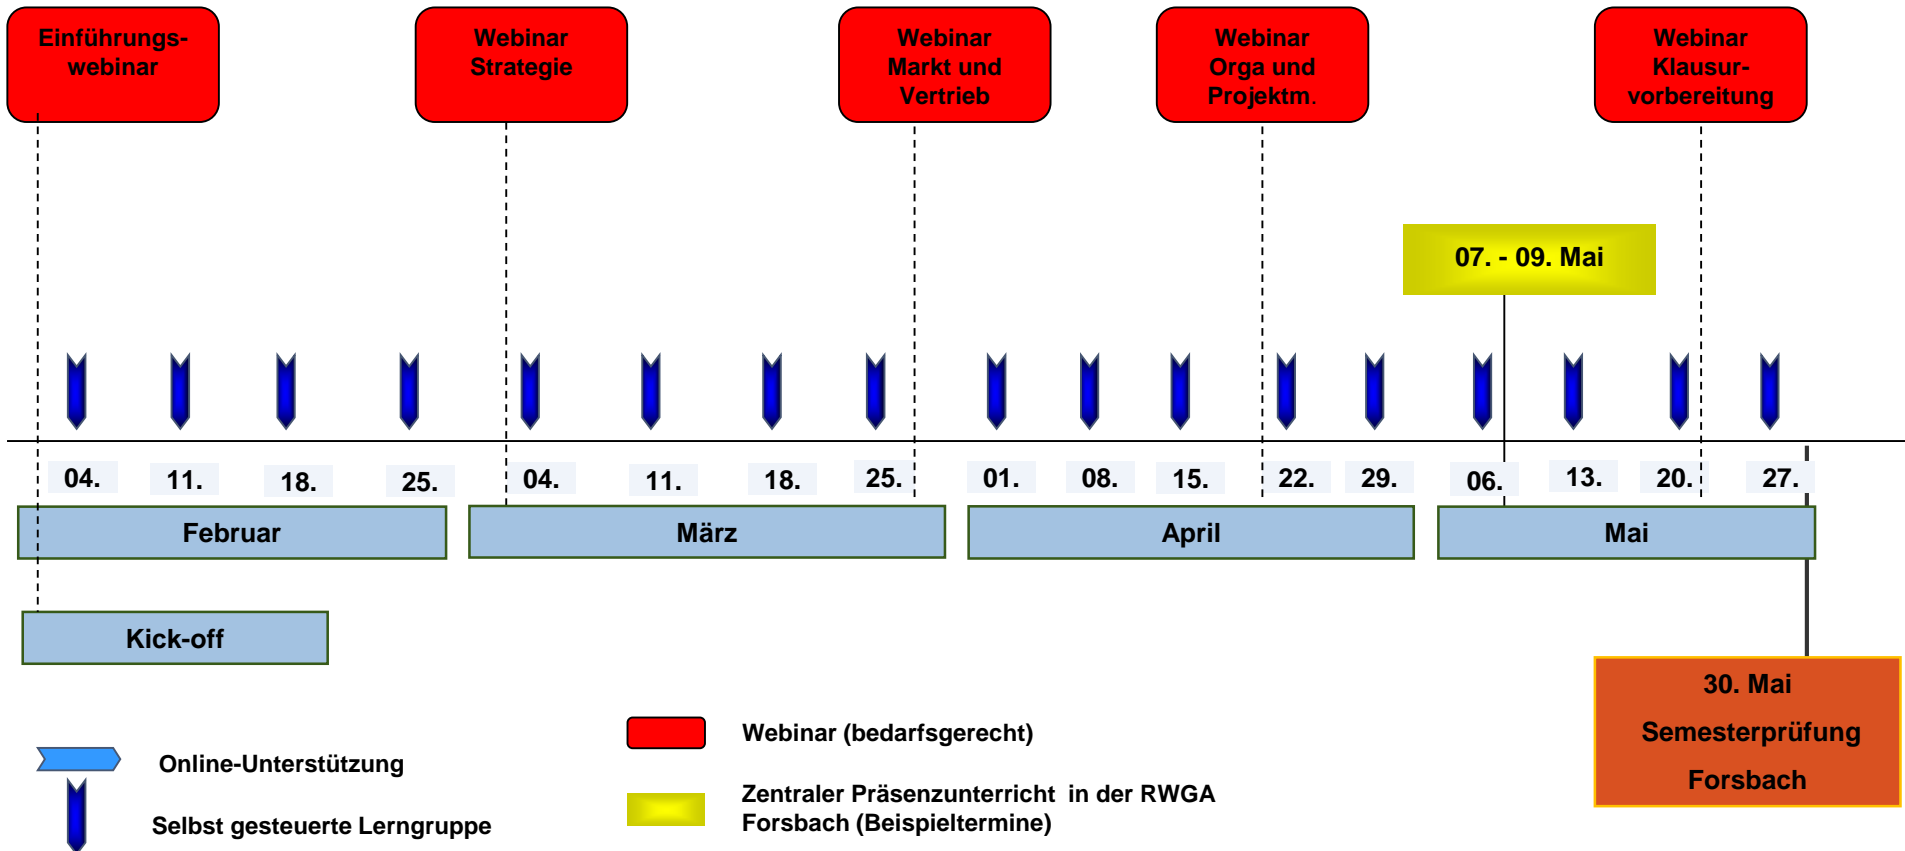 Einführungs-
webinar
Webinar
Strategie
Webinar
Markt und
Vertrieb
Webinar
Orga und
Projektm.
Webinar
Klausur-
vorbereitung
07. - 09. Mai
04. 11. 18. 25. 04. 11. 18. 25. 01. 08. 15. 22. 29. 06. 13. 20. 27.
Februar März April Mai
Kick-off
30. Mai
Semesterprüfung
Forsbach
Online-Unterstützung
Selbst gesteuerte Lerngruppe
Webinar (bedarfsgerecht)
Zentraler Präsenzunterricht in der RWGA
Forsbach (Beispieltermine)